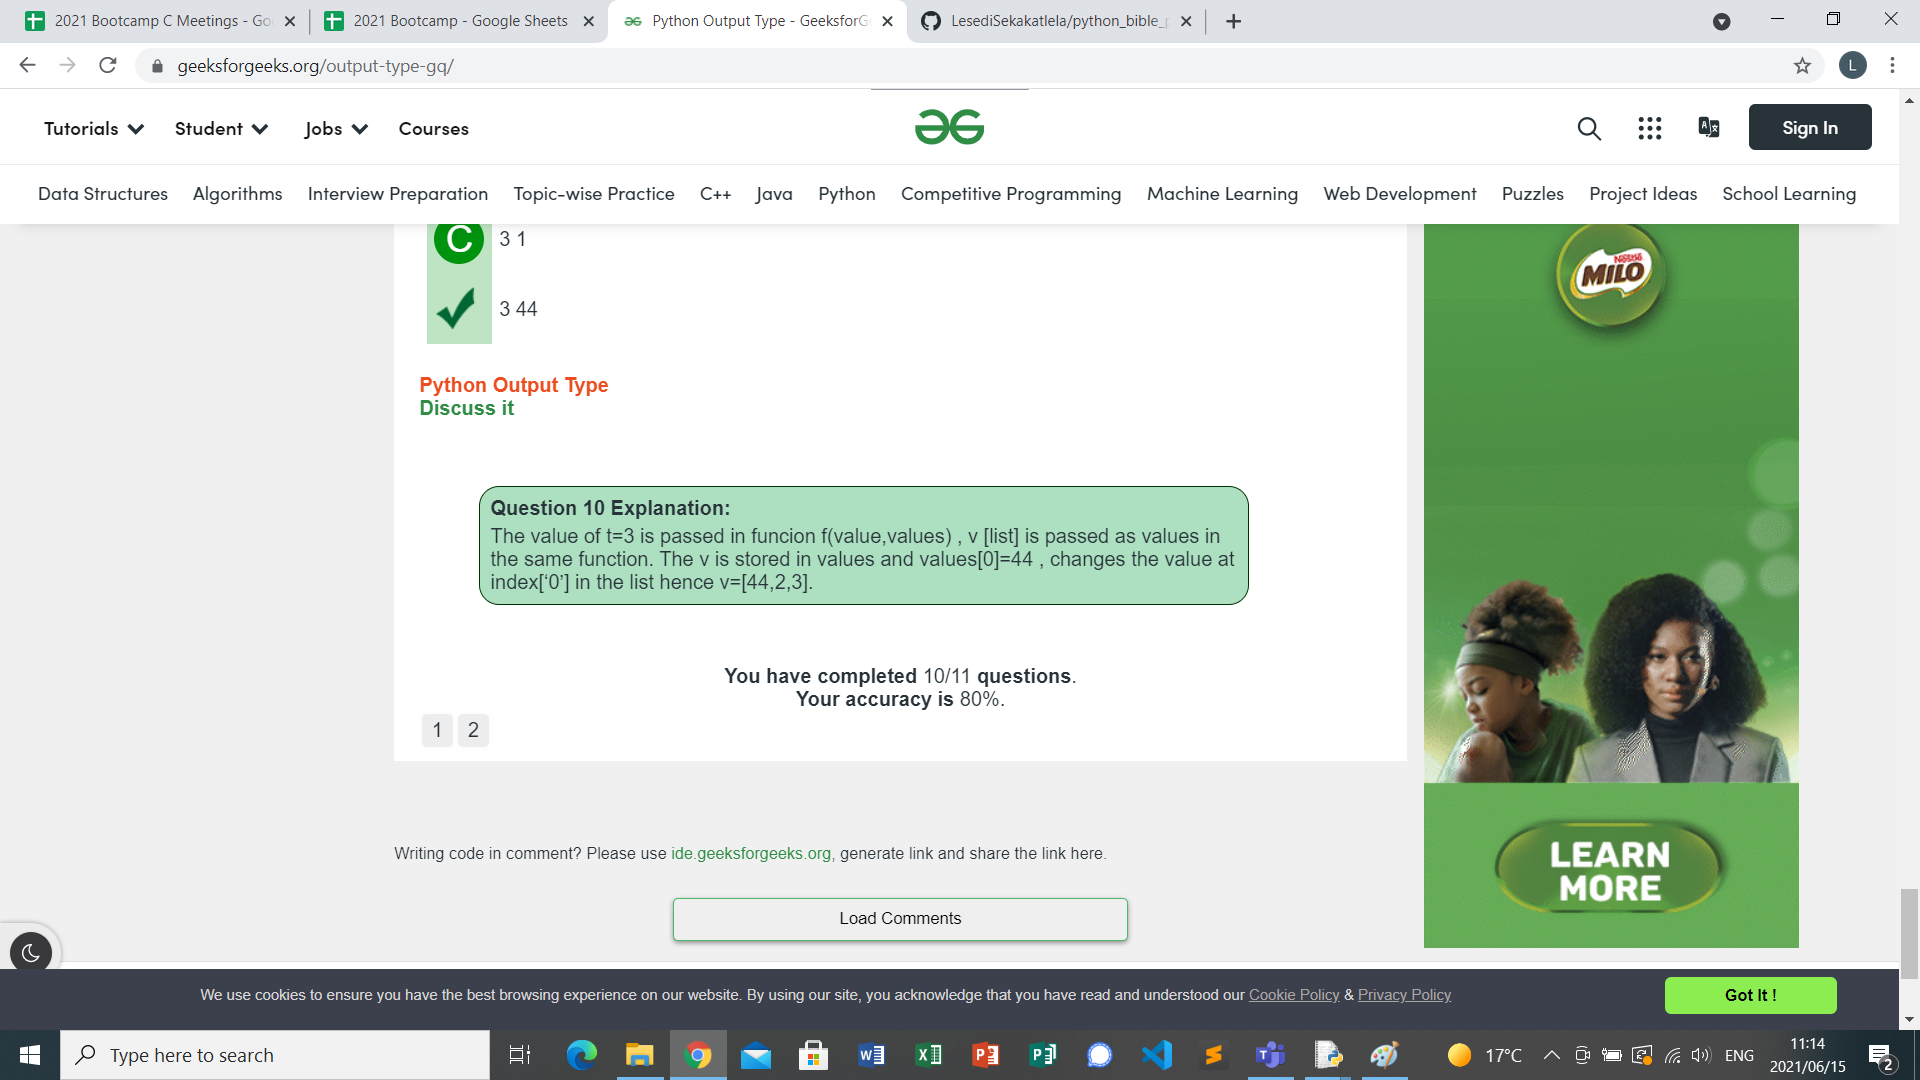 2021 Bootcamp C Meetings - Go
2021 Bootcamp - Google Sheets
Python Output Type - GeeksforG
LesediSekakatlela/python_bible_
geeksforgeeks.org/output-type-gq/
L
Tutorials
Student
Jobs
Courses
Sign In
Data Structures
Algorithms
Interview Preparation
Topic-wise Practice
C++
Java
Python
Competitive Programming
Machine Learning
Web Development
Puzzles
Project Ideas
School Learning
C
3 1
3 44
Python Output Type
Discuss it
Question 10 Explanation:
The value of t=3 is passed in funcion f(value,values) , v [list] is passed as values in
the same function. The v is stored in values and values[0]=44 , changes the value at
index[‘0’] in the list hence v=[44,2,3].
You have completed 10/11 questions.
Your accuracy is 80%.
1 2
Nestlé
MILO
LEARN
MORE
Writing code in comment? Please use ide.geeksforgeeks.org, generate link and share the link here.
Load Comments
We use cookies to ensure you have the best browsing experience on our website. By using our site, you acknowledge that you have read and understood our Cookie Policy & Privacy Policy
Got It !
Type here to search
17°C
ENG
11:14
2021/06/15
2